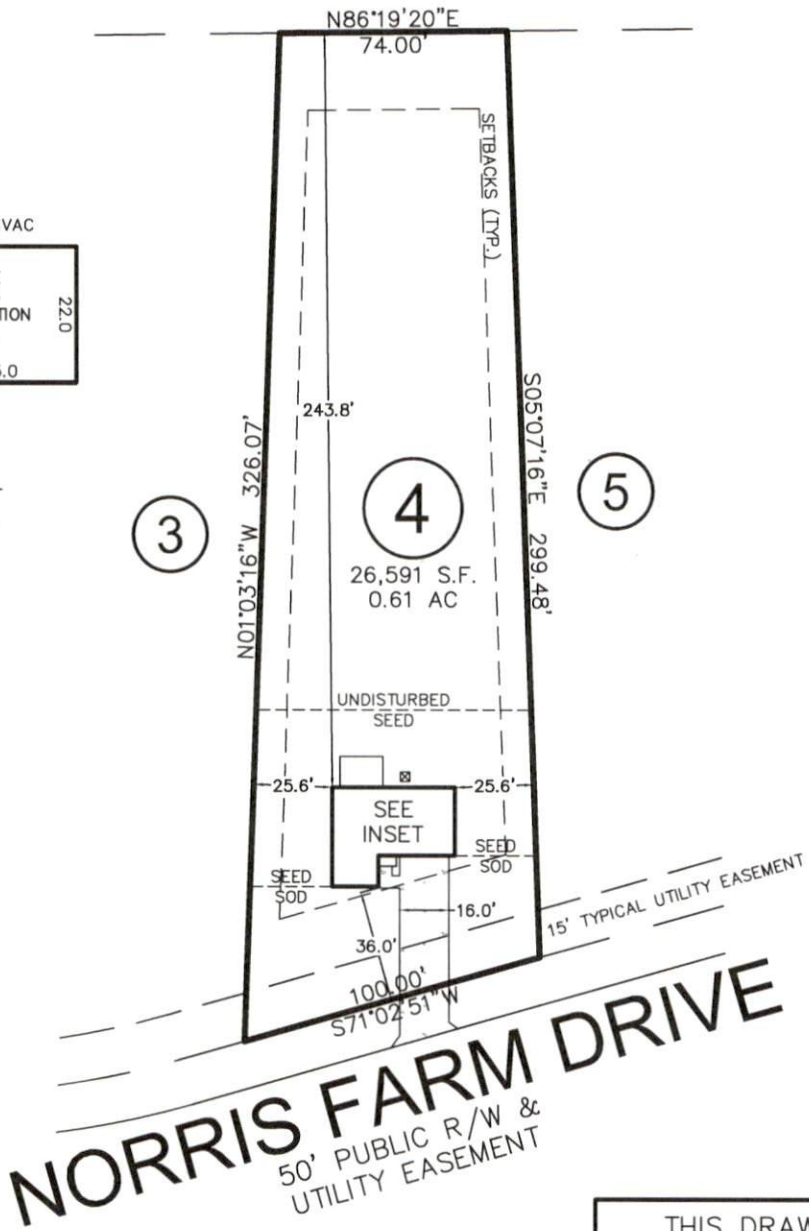 N86°19'20"E
74.00'
SETBACKS (TYP.)
VAC
TION
22.0
.0
243.8'
N01°03'16"W 326.07'
S05°07'16"E 299.48'
3
4
5
26,591 S.F.
0.61 AC
UNDISTURBED
SEED
25.6'
25.6'
SEE
INSET
SEED
SOD
SEED
SOD
16.0'
36.0'
15' TYPICAL UTILITY EASEMENT
100.00'
S71°02'51"W
NORRIS FARM DRIVE
50' PUBLIC R/W &
UTILITY EASEMENT
THIS DRAW